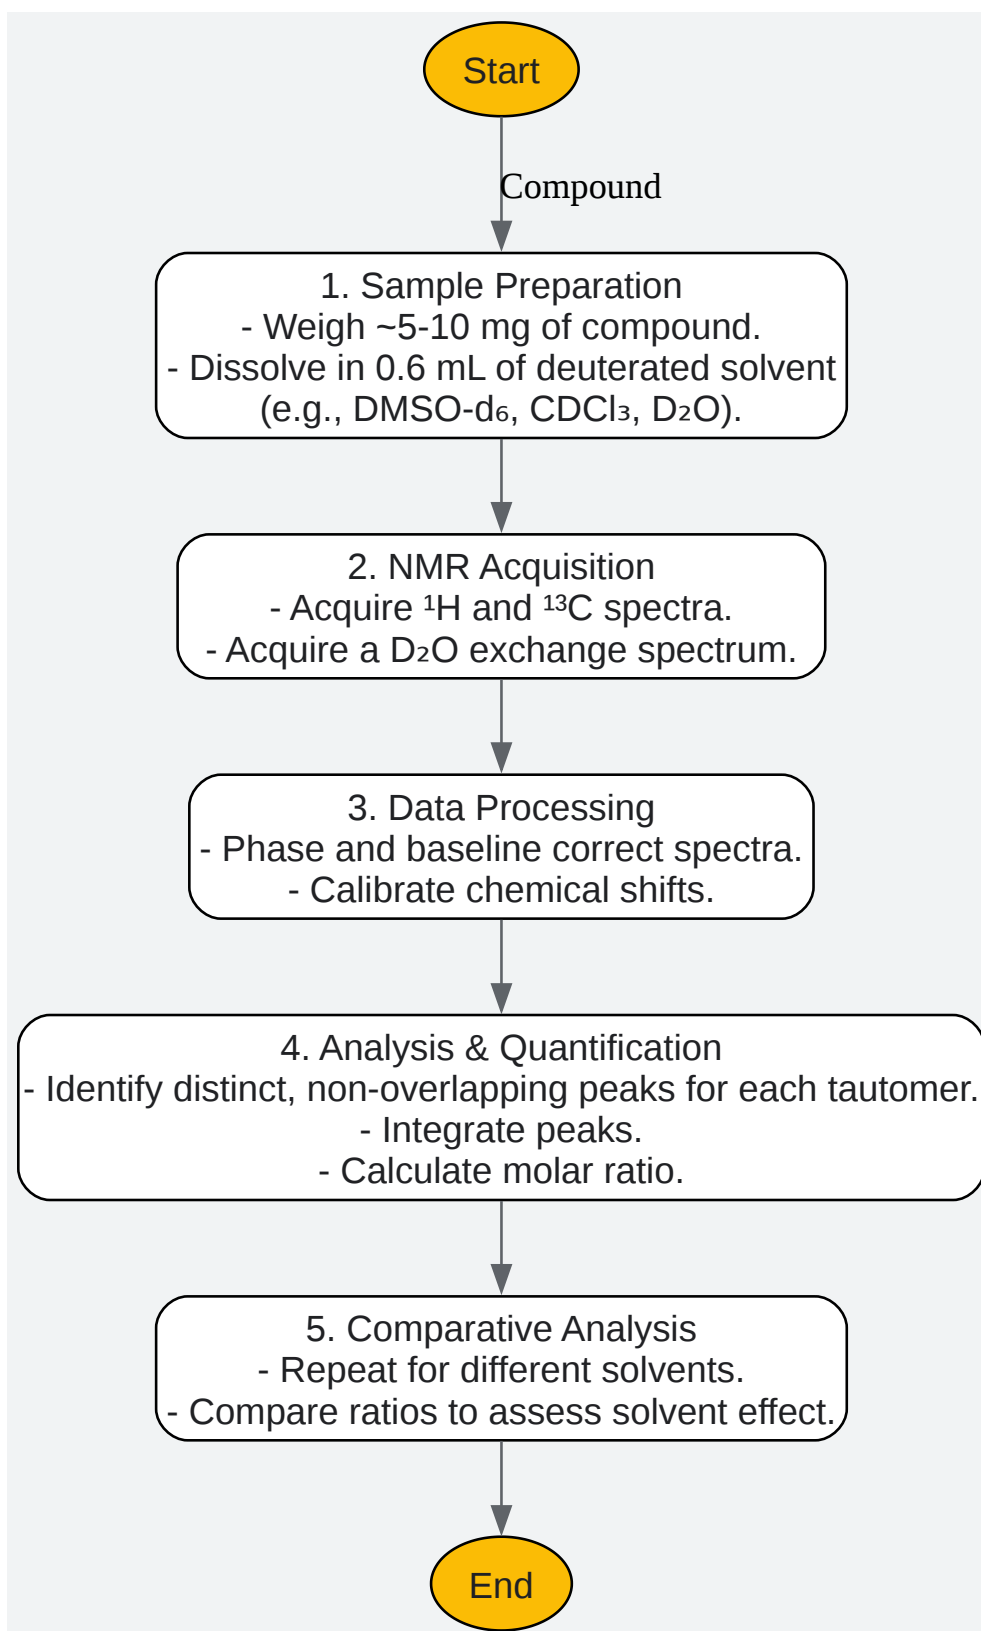 Start
Compound
1. Sample Preparation
- Weigh ~5-10 mg of compound.
- Dissolve in 0.6 mL of deuterated solvent
(e.g., DMSO-d₆, CDCl₃, D₂O).
2. NMR Acquisition
- Acquire ¹H and ¹³C spectra.
- Acquire a D₂O exchange spectrum.
3. Data Processing
- Phase and baseline correct spectra.
- Calibrate chemical shifts.
4. Analysis & Quantification
- Identify distinct, non-overlapping peaks for each tautomer.
- Integrate peaks.
- Calculate molar ratio.
5. Comparative Analysis
- Repeat for different solvents.
- Compare ratios to assess solvent effect.
End